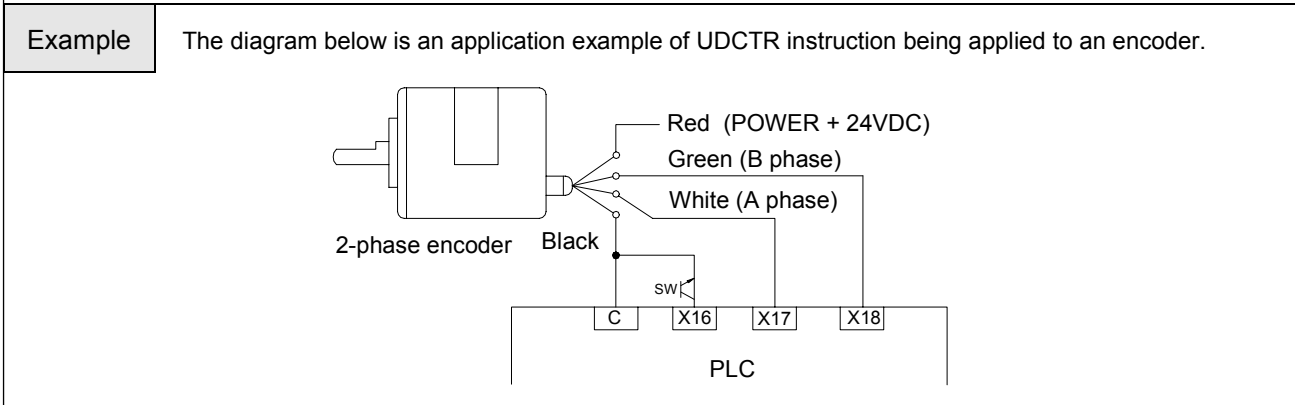 Example
The diagram below is an application example of UDCTR instruction being applied to an encoder.
Red (POWER + 24VDC)
Green (B phase)
White (A phase)
2-phase encoder
Black
SW
C
X16
X17
X18
PLC